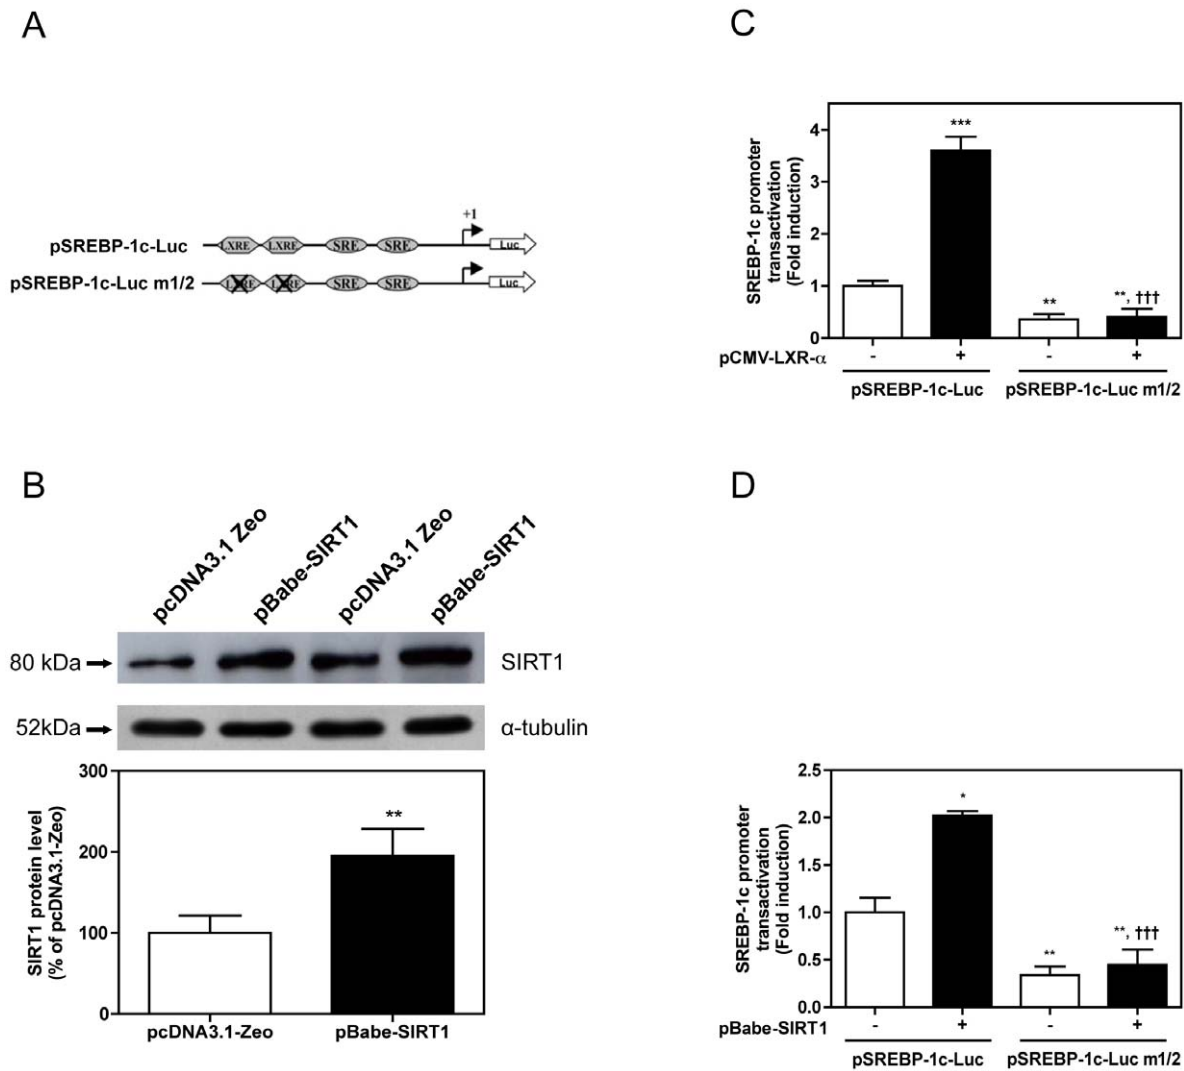 A
+1
pSREBP-1c-Luc
LXRE LXRE SRE SRE Luc
pSREBP-1c-Luc m1/2
SRE SRE Luc
B
pcDNA3.1 Zeo
pBabe-SIRT1
pcDNA3.1 Zeo
pBabe-SIRT1
80 kDa
SIRT1
52kDa
α-tubulin
SIRT1 protein level
(% of pcDNA3.1-Zeo)
300
200
100
0
**
pcDNA3.1-Zeo
pBabe-SIRT1
C
SREBP-1c promoter
transactivation
(Fold induction)
4
3
2
1
0
***
**
**, †††
pCMV-LXR-α - + - +
pSREBP-1c-Luc
pSREBP-1c-Luc m1/2
D
SREBP-1c promoter
transactivation
(Fold induction)
2.5
2.0
1.5
1.0
0.5
0.0
*
**
**, †††
pBabe-SIRT1 - + - +
pSREBP-1c-Luc
pSREBP-1c-Luc m1/2